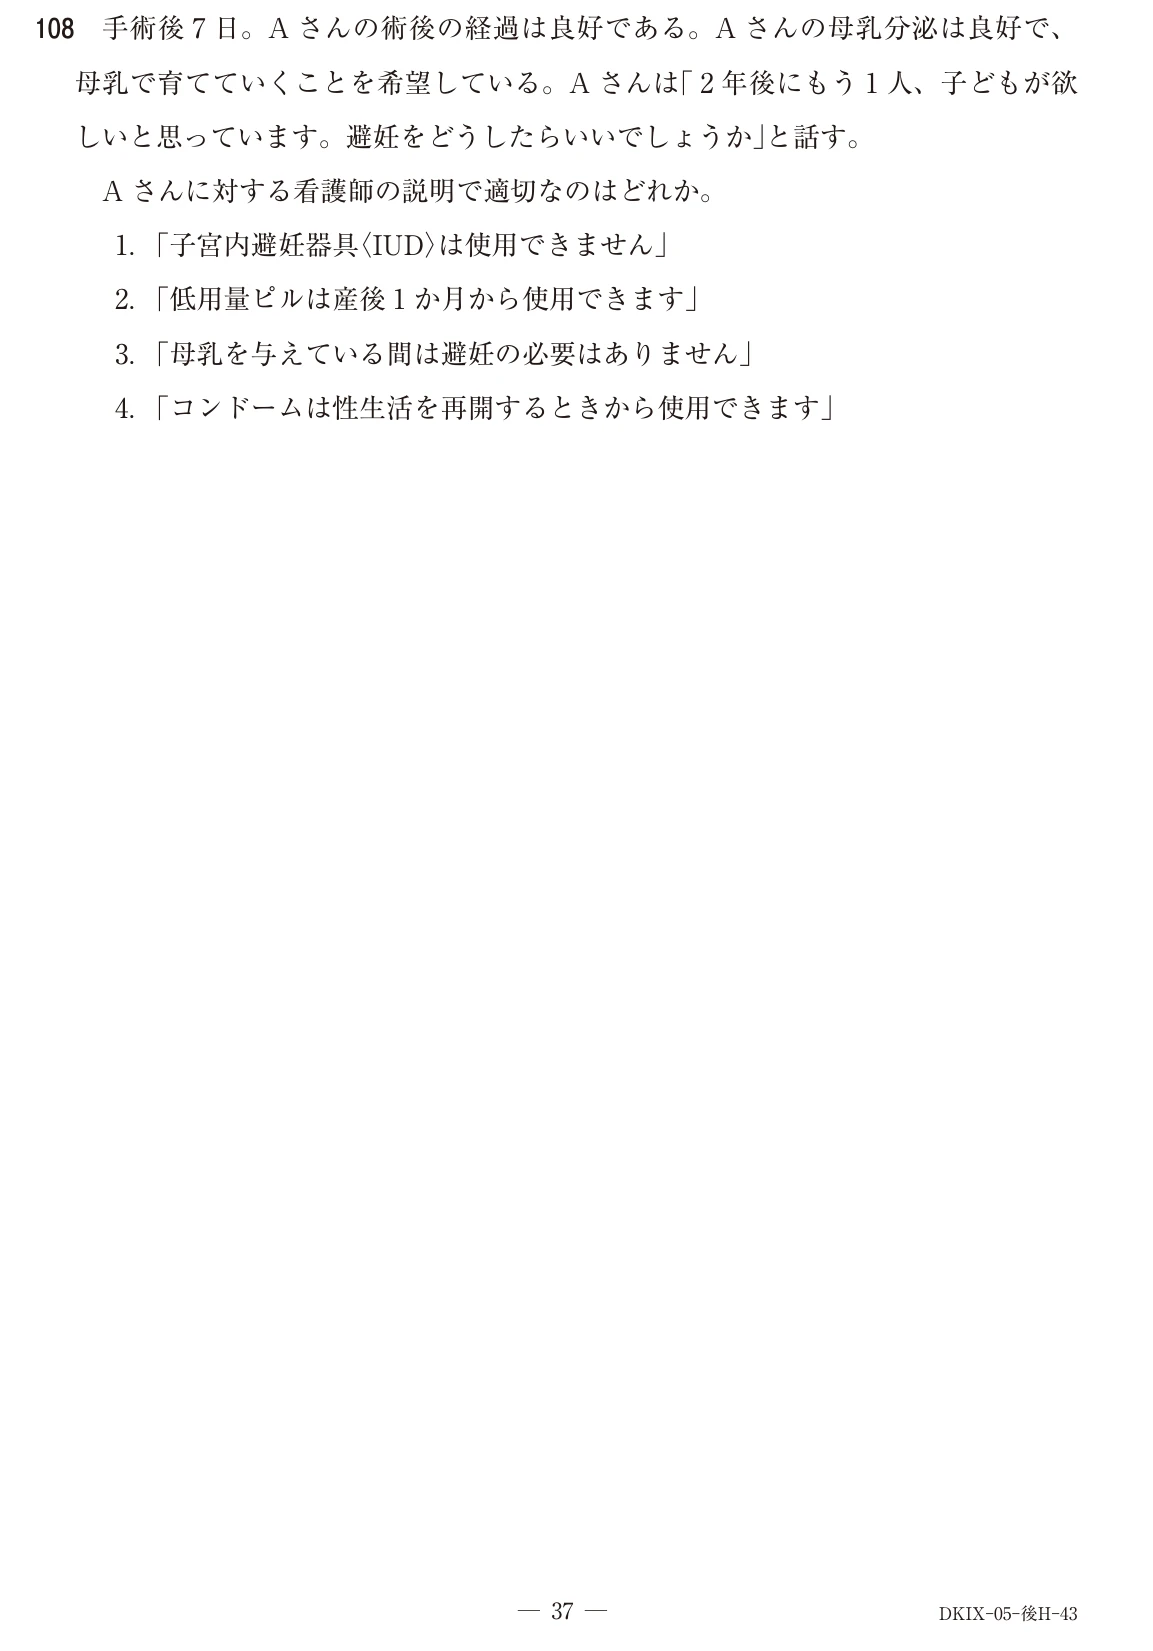 108 手術後7日。Aさんの術後の経過は良好である。Aさんの母乳分泌は良好で、
母乳で育てていくことを希望している。Aさんは「2年後にもう1人、子どもが欲
しいと思っています。避妊をどうしたらいいでしょうか」と話す。
Aさんに対する看護師の説明で適切なのはどれか。
1. 「子宮内避妊器具〈IUD〉は使用できません」
2. 「低用量ピルは産後1か月から使用できます」
3. 「母乳を与えている間は避妊の必要はありません」
4. 「コンドームは性生活を再開するときから使用できます」
— 37 —
DKIX-05-後H-43